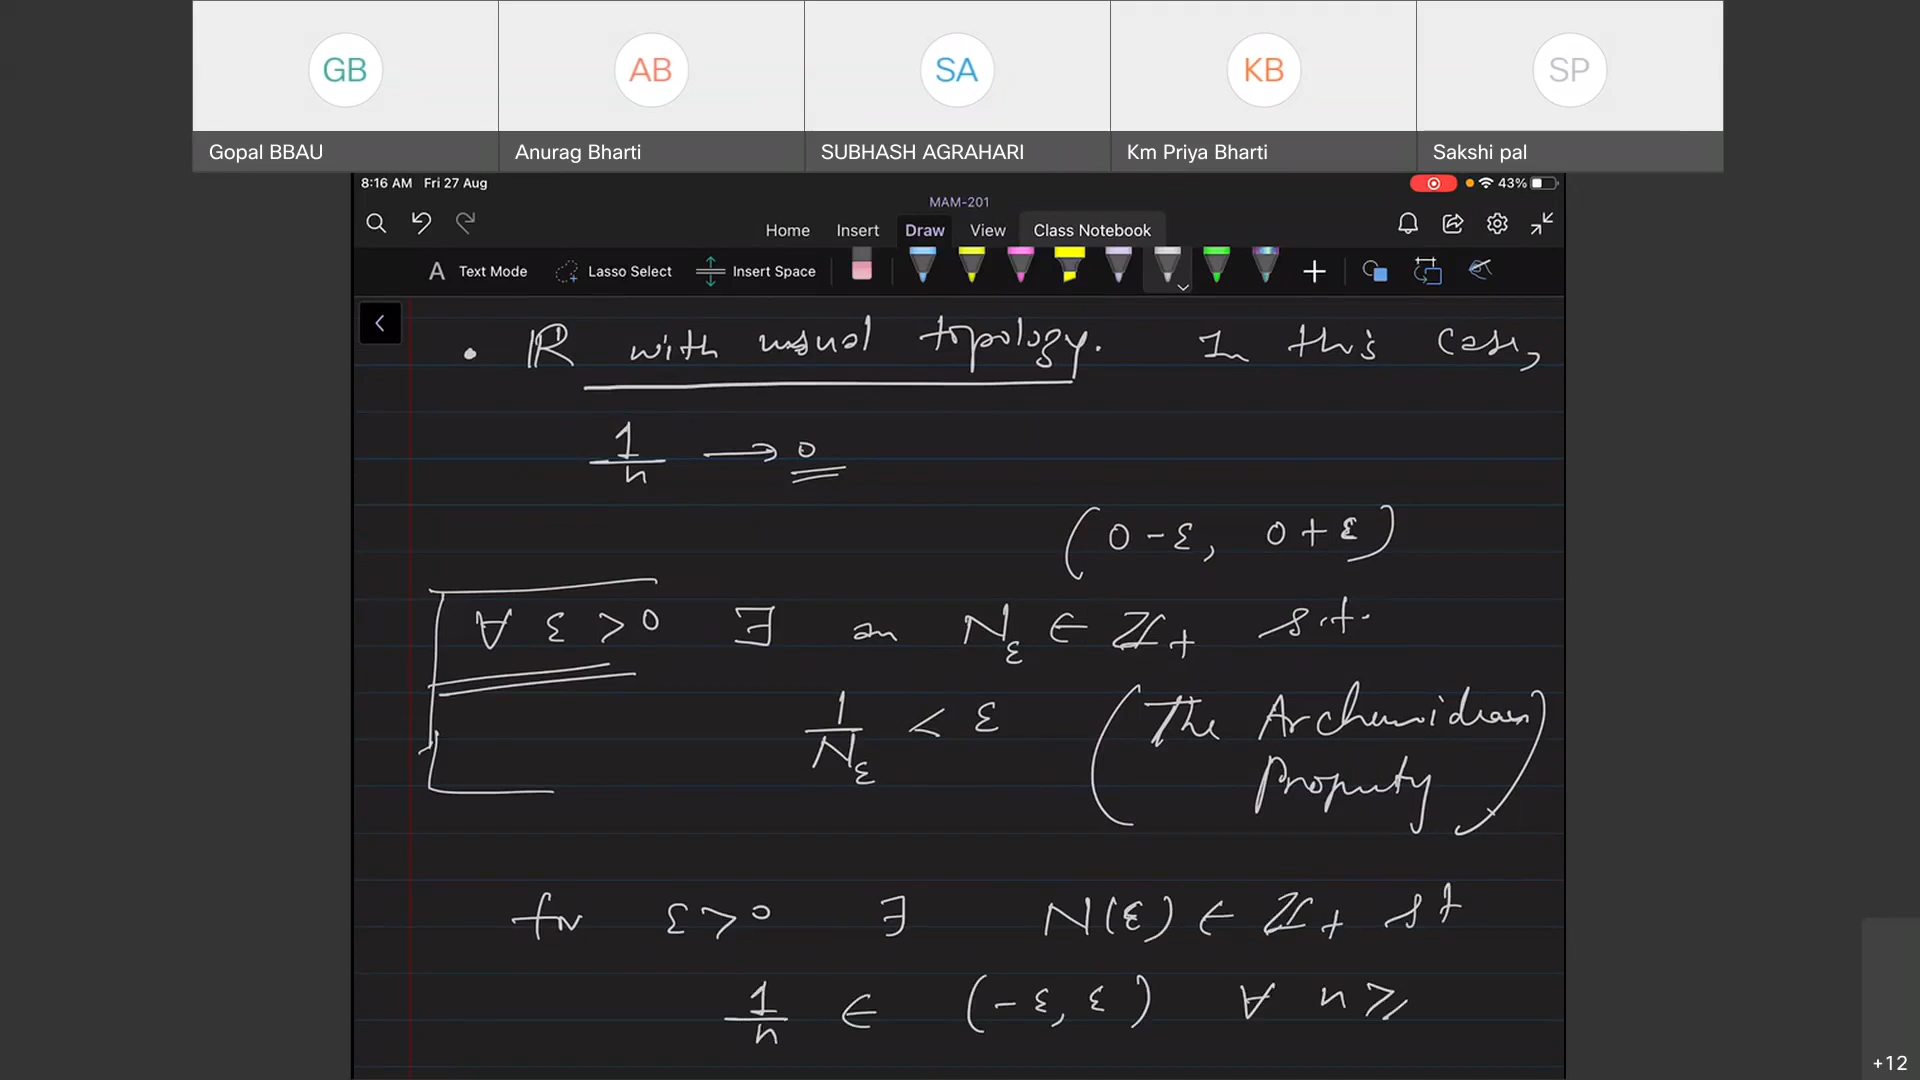 GB AB SA KB SP
Gopal BBAU Anurag Bharti SUBHASH AGRAHARI Km Priya Bharti Sakshi pal
8:16 AM Fri 27 Aug 43%
MAM-201
Home Insert Draw View Class Notebook
A Text Mode Lasso Select Insert Space
• ℝ with usual topology. In this case,
1/n → 0
(0-ε, 0+ε)
∀ ε > 0 ∃ an N_ε ∈ ℤ₊ s.t.
1/N_ε < ε (The Archemidean
Property)
for ε > 0 ∃ N(ε) ∈ ℤ₊ st
1/n ∈ (-ε, ε) ∀ n ≥
+12